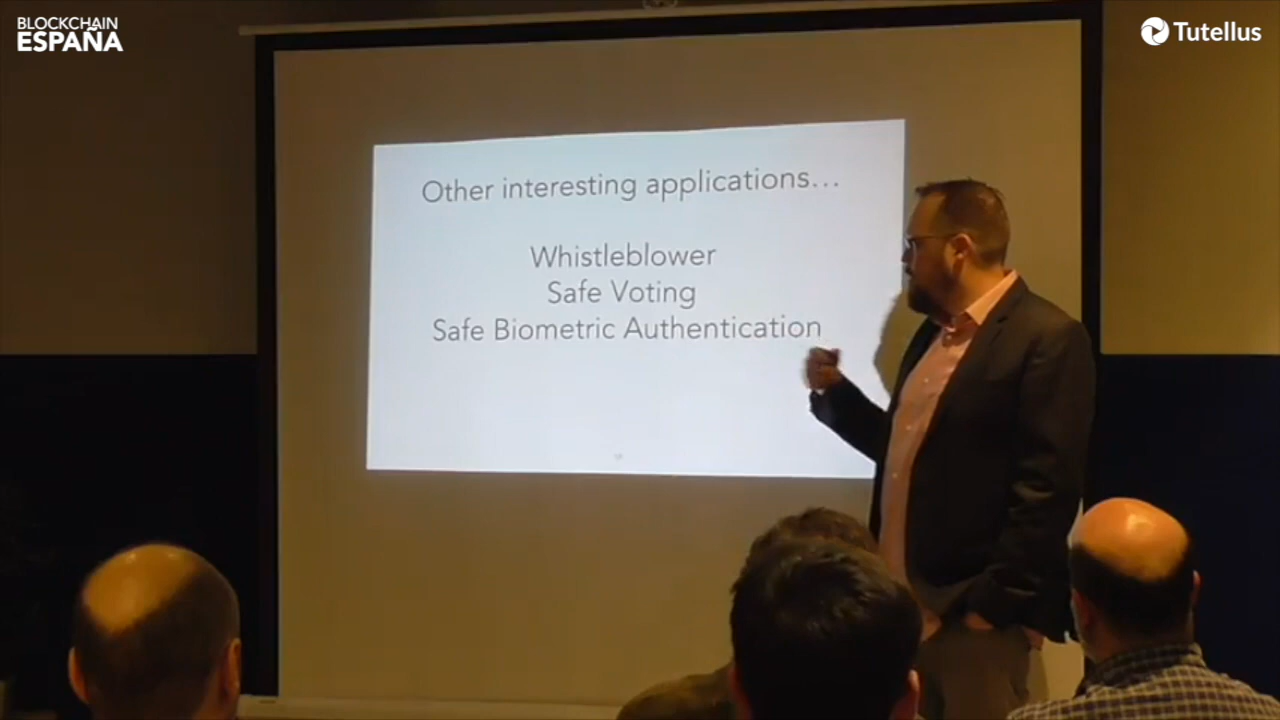 BLOCKCHAIN
ESPAÑA
Tutellus
Other interesting applications...
Whistleblower
Safe Voting
Safe Biometric Authentication